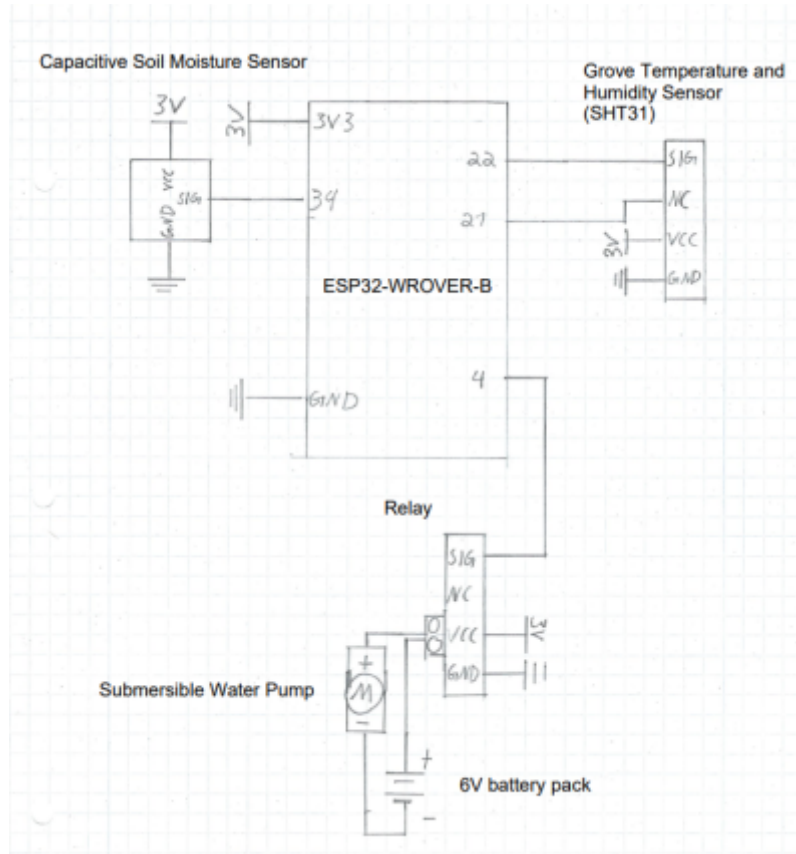 Capacitive Soil Moisture Sensor
Grove Temperature and
Humidity Sensor
(SHT31)
3V
3V
3V3
22
SIG
VCC
SIG
34
NC
21
GND
3V
VCC
GND
ESP32-WROVER-B
4
GND
Relay
SIG
NC
VCC
3V
GND
+
M
-
Submersible Water Pump
+
6V battery pack
-